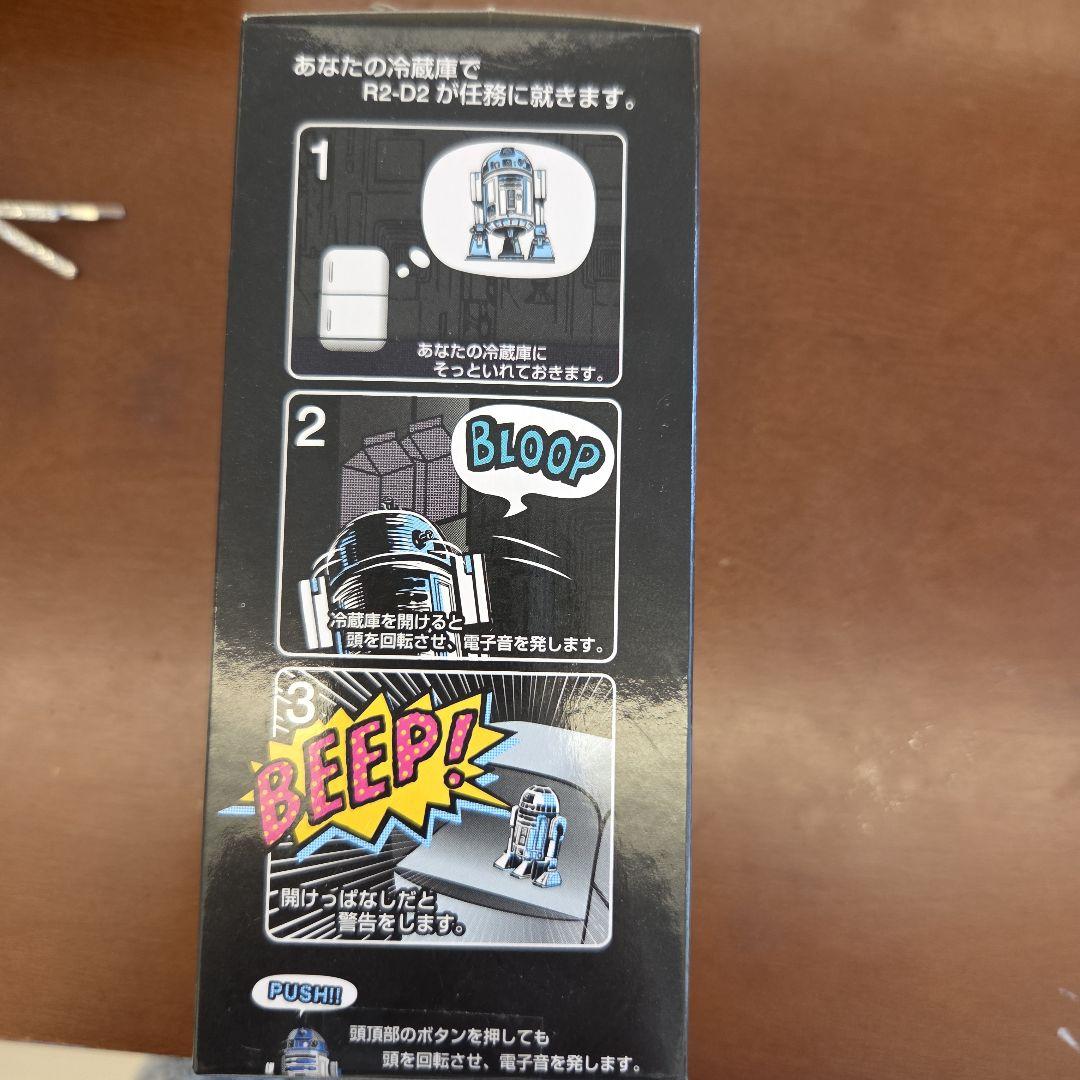 あなたの冷蔵庫で
R2-D2 が任務に就きます。
1
あなたの冷蔵庫に
そっといれておきます。
2
BLOOP
冷蔵庫を開けると
頭を回転させ、電子音を発します。
3
BEEP!
開けっぱなしだと
警告をします。
PUSH!!
頭頂部のボタンを押しても
頭を回転させ、電子音を発します。